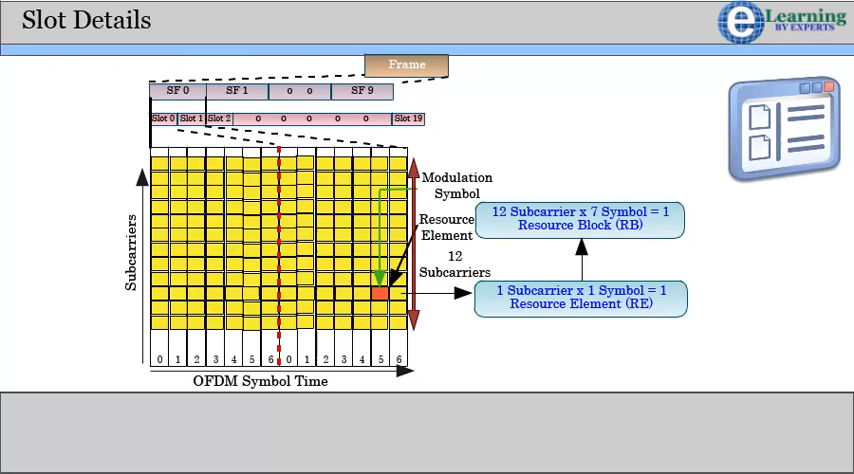 Slot Details
eLearning
BY EXPERTS
Frame
SF 0 SF 1 o o SF 9
Slot 0 Slot 1 Slot 2 o o o o o Slot 19
Modulation
Symbol
Resource
Element
12
Subcarriers
Subcarriers
12 Subcarrier x 7 Symbol = 1
Resource Block (RB)
1 Subcarrier x 1 Symbol = 1
Resource Element (RE)
0 1 2 3 4 5 6 0 1 2 3 4 5 6
OFDM Symbol Time